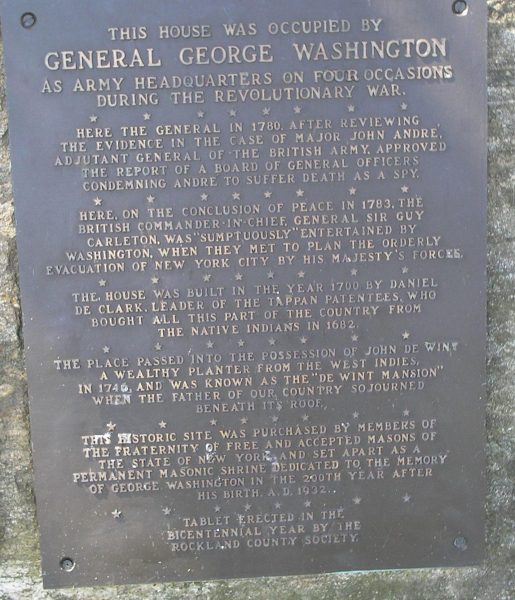 THIS HOUSE WAS OCCUPIED BY
GENERAL GEORGE WASHINGTON
AS ARMY HEADQUARTERS ON FOUR OCCASIONS
DURING THE REVOLUTIONARY WAR.
HERE THE GENERAL IN 1780, AFTER REVIEWING
THE EVIDENCE IN THE CASE OF MAJOR JOHN ANDRE,
ADJUTANT GENERAL OF THE BRITISH ARMY, APPROVED
THE REPORT OF A BOARD OF GENERAL OFFICERS
CONDEMNING ANDRE TO SUFFER DEATH AS A SPY.
HERE, ON THE CONCLUSION OF PEACE IN 1783, THE
BRITISH COMMANDER-IN-CHIEF, GENERAL SIR GUY
CARLETON, WAS "SUMPTUOUSLY" ENTERTAINED BY
WASHINGTON, WHEN THEY MET TO PLAN THE ORDERLY
EVACUATION OF NEW YORK CITY BY HIS MAJESTY'S FORCES.
THE HOUSE WAS BUILT IN THE YEAR 1700 BY DANIEL
DE CLARK, LEADER OF THE TAPPAN PATENTEES, WHO
BOUGHT ALL THIS PART OF THE COUNTRY FROM
THE NATIVE INDIANS IN 1682.
THE PLACE PASSED INTO THE POSSESSION OF JOHN DE WINT
A WEALTHY PLANTER FROM THE WEST INDIES,
IN 1746, AND WAS KNOWN AS THE "DE WINT MANSION"
WHEN THE FATHER OF OUR COUNTRY SOJOURNED
BENEATH ITS ROOF.
THIS HISTORIC SITE WAS PURCHASED BY MEMBERS OF
THE FRATERNITY OF FREE AND ACCEPTED MASONS OF
THE STATE OF NEW YORK AND SET APART AS A
PERMANENT MASONIC SHRINE DEDICATED TO THE MEMORY
OF GEORGE WASHINGTON IN THE 200TH YEAR AFTER
HIS BIRTH, A.D. 1932.
TABLET ERECTED IN THE
BICENTENNIAL YEAR BY THE
ROCKLAND COUNTY SOCIETY.